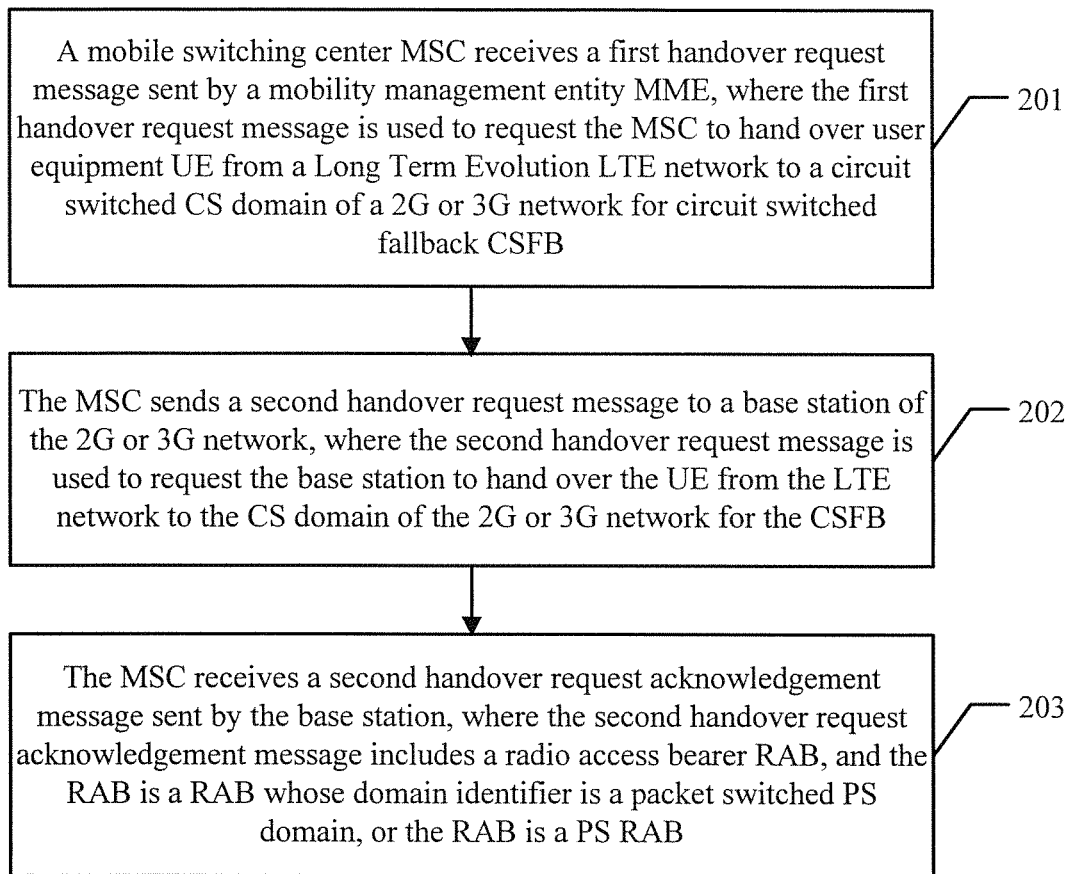 A mobile switching center MSC receives a first handover request
message sent by a mobility management entity MME, where the first
handover request message is used to request the MSC to hand over user
equipment UE from a Long Term Evolution LTE network to a circuit
switched CS domain of a 2G or 3G network for circuit switched
fallback CSFB
201
The MSC sends a second handover request message to a base station of
the 2G or 3G network, where the second handover request message is
used to request the base station to hand over the UE from the LTE
network to the CS domain of the 2G or 3G network for the CSFB
202
The MSC receives a second handover request acknowledgement
message sent by the base station, where the second handover request
acknowledgement message includes a radio access bearer RAB, and the
RAB is a RAB whose domain identifier is a packet switched PS
domain, or the RAB is a PS RAB
203